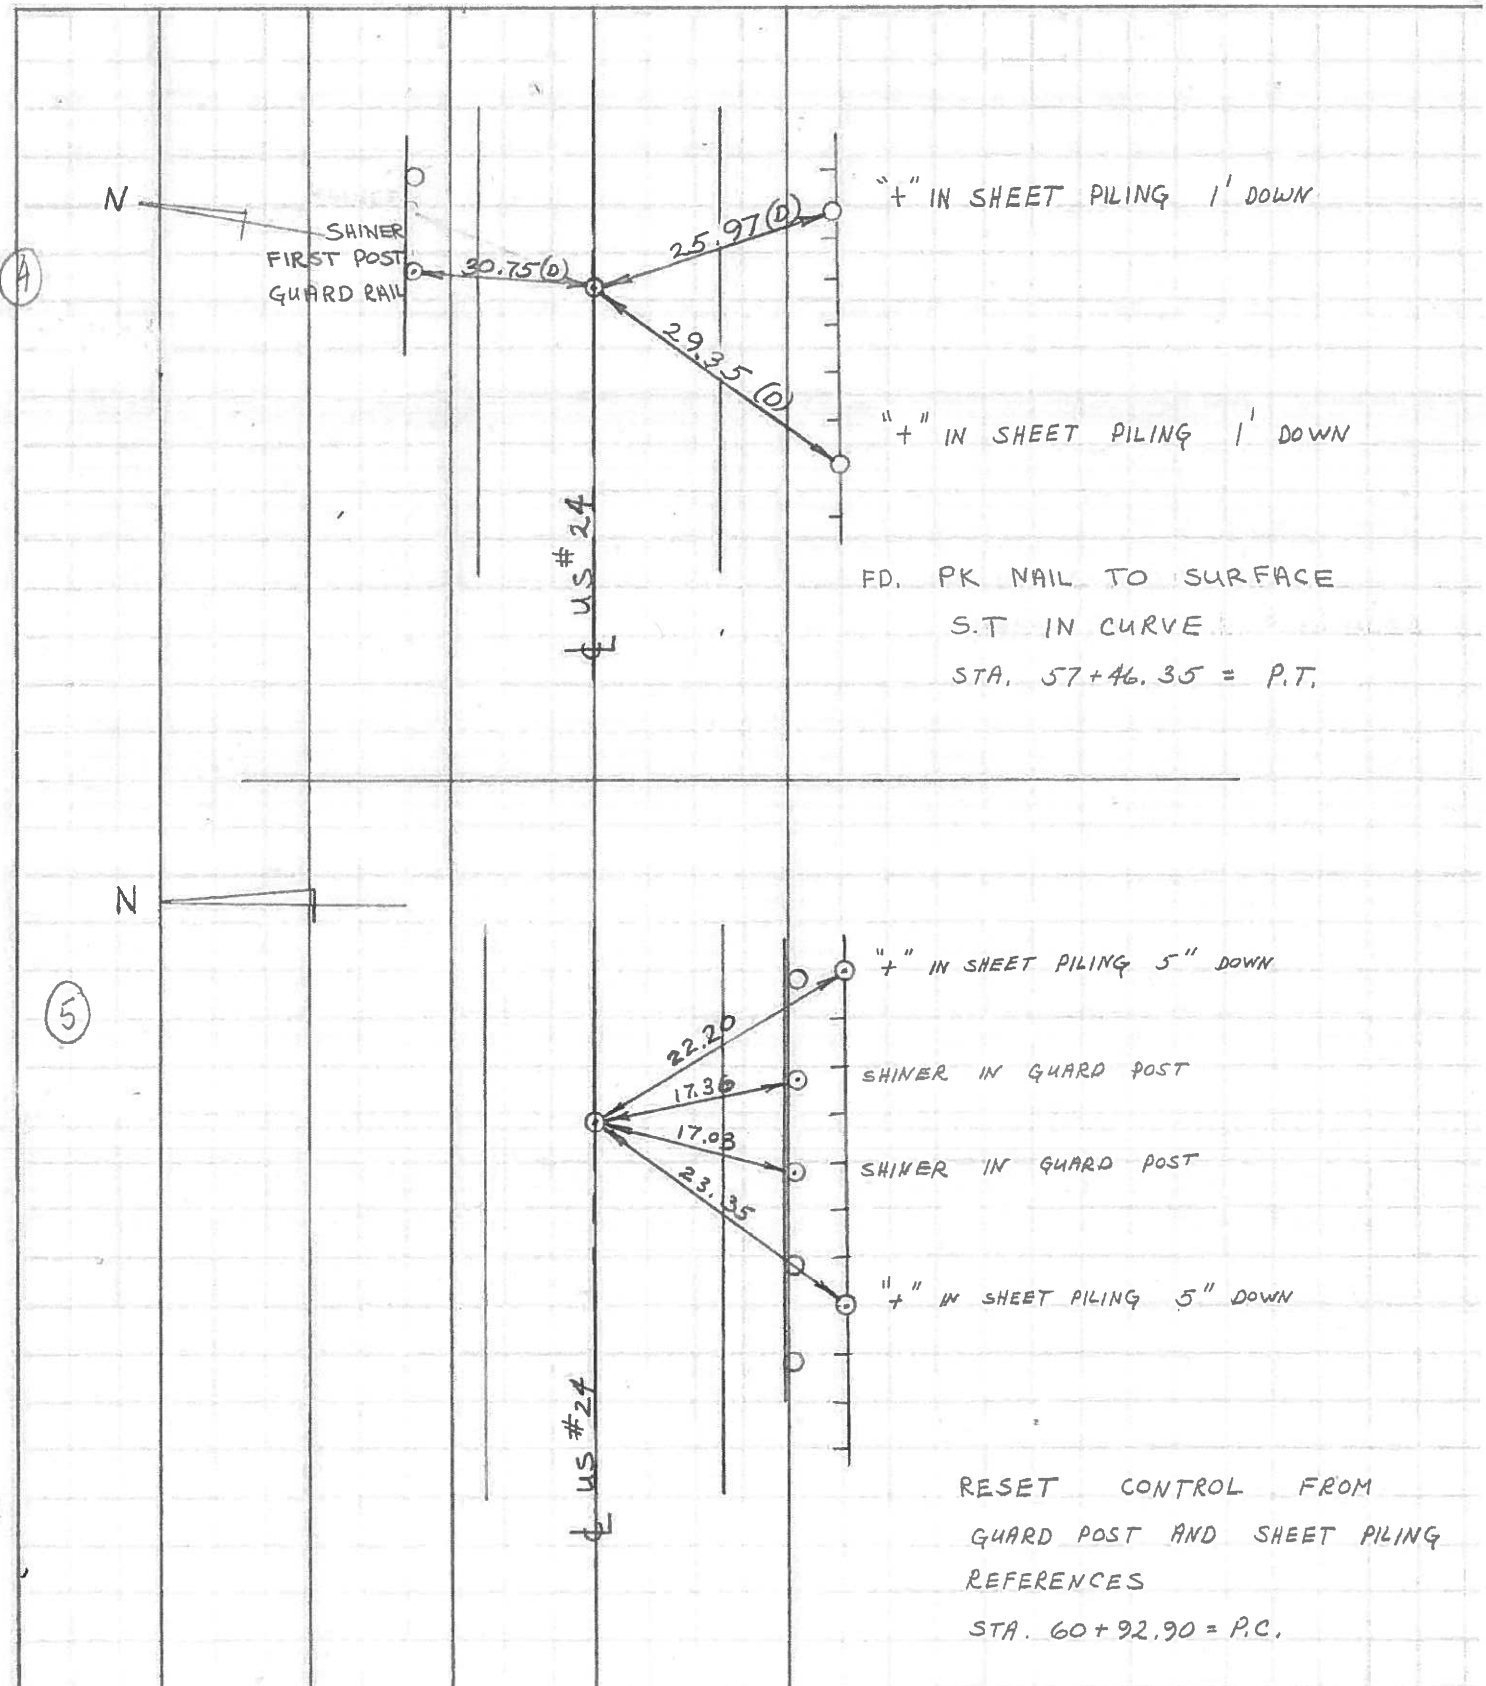 N
SHINER
FIRST POST
GUARD RAIL
4
30.75(D)
25.97(D)
29.35 (D)
"+" IN SHEET PILING 1' DOWN
"+" IN SHEET PILING 1' DOWN
℄ US #24
FD. PK NAIL TO SURFACE
S.T IN CURVE
STA. 57+46.35 = P.T.
N
5
22.20
17.36
17.03
23.35
"+" IN SHEET PILING 5" DOWN
SHINER IN GUARD POST
SHINER IN GUARD POST
"+" IN SHEET PILING 5" DOWN
℄ US #24
RESET CONTROL FROM
GUARD POST AND SHEET PILING
REFERENCES
STA. 60+92.90 = P.C.